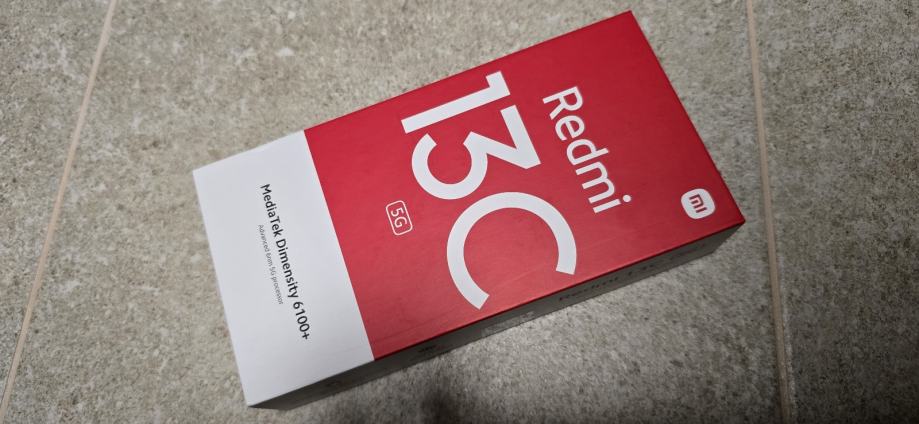 mi
Redmi
13C
5G
MediaTek Dimensity 6100+
Advanced 6nm 5G processor